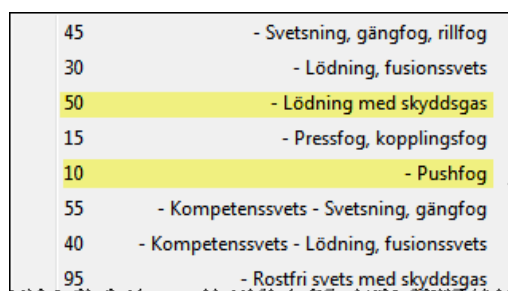 45 - Svetsning, gängfog, rillfog
30 - Lödning, fusionssvets
50 - Lödning med skyddsgas
15 - Pressfog, kopplingsfog
10 - Pushfog
55 - Kompetenssvets - Svetsning, gängfog
40 - Kompetenssvets - Lödning, fusionssvets
95 - Rostfri svets med skyddsgas